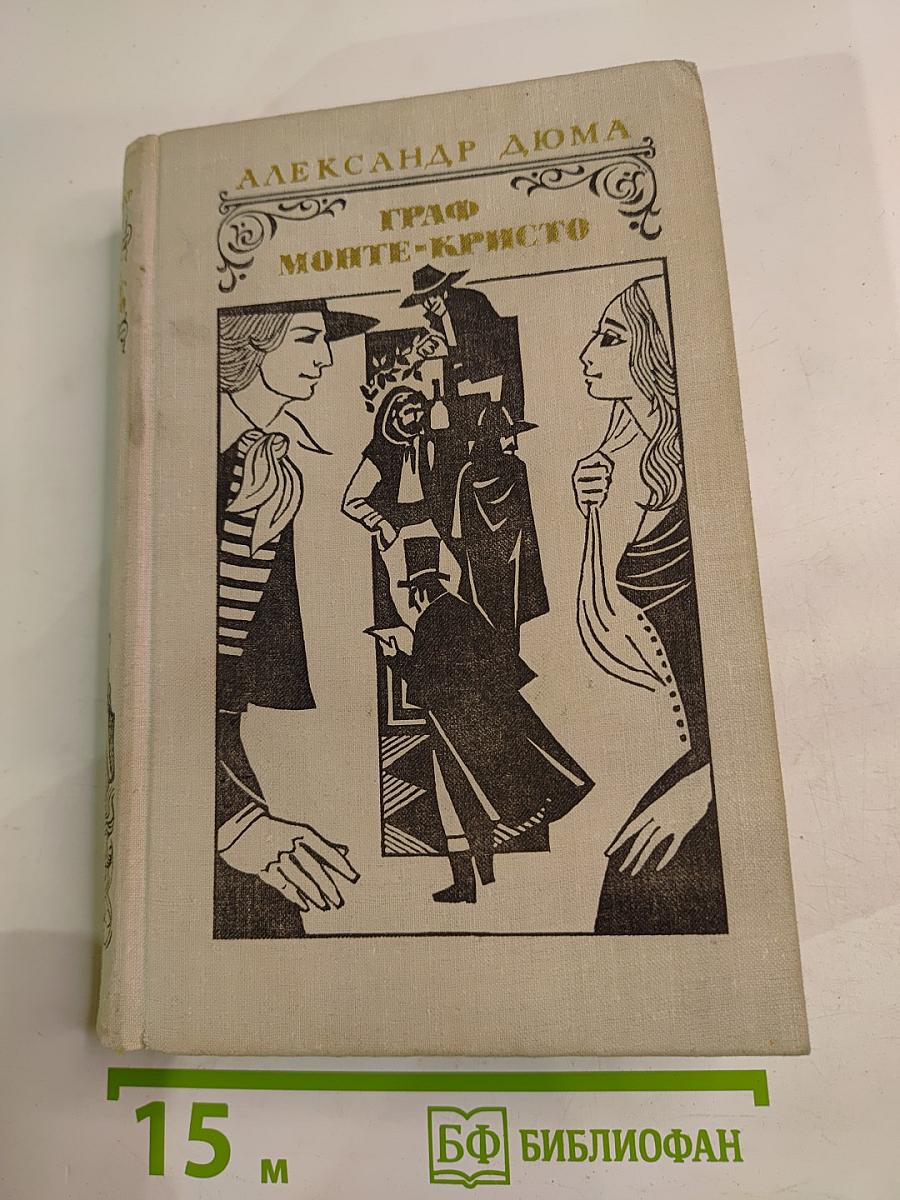 АЛЕКСАНДР ДЮМА
ГРАФ
МОНТЕ-КРИСТО
15 м
БФ БИБЛИОФАН